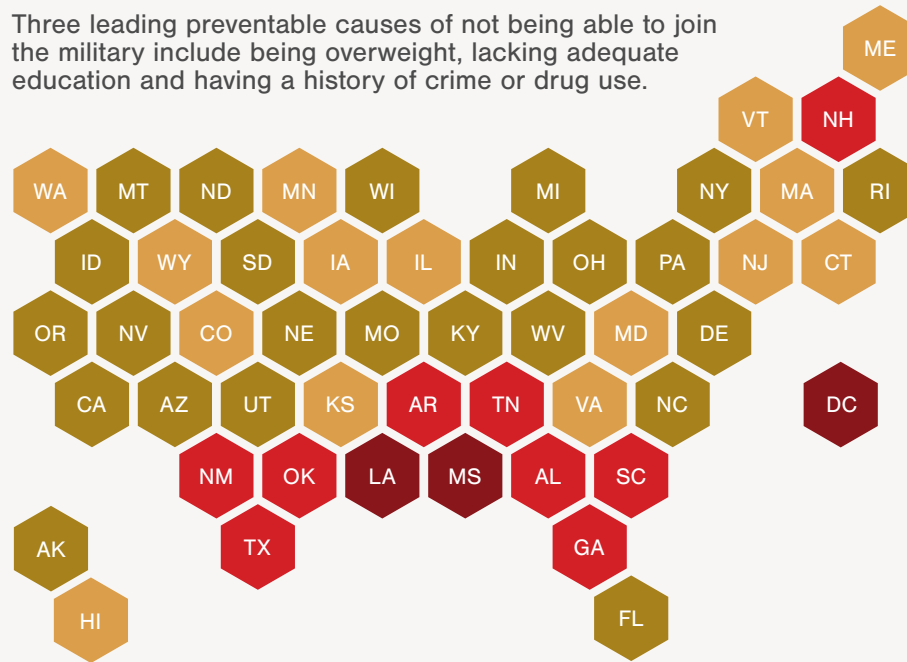 Three leading preventable causes of not being able to join
the military include being overweight, lacking adequate
education and having a history of crime or drug use.
ME
VT NH
WA MT ND MN WI MI NY MA RI
ID WY SD IA IL IN OH PA NJ CT
OR NV CO NE MO KY WV MD DE
CA AZ UT KS AR TN VA NC DC
NM OK LA MS AL SC
AK TX GA
HI FL